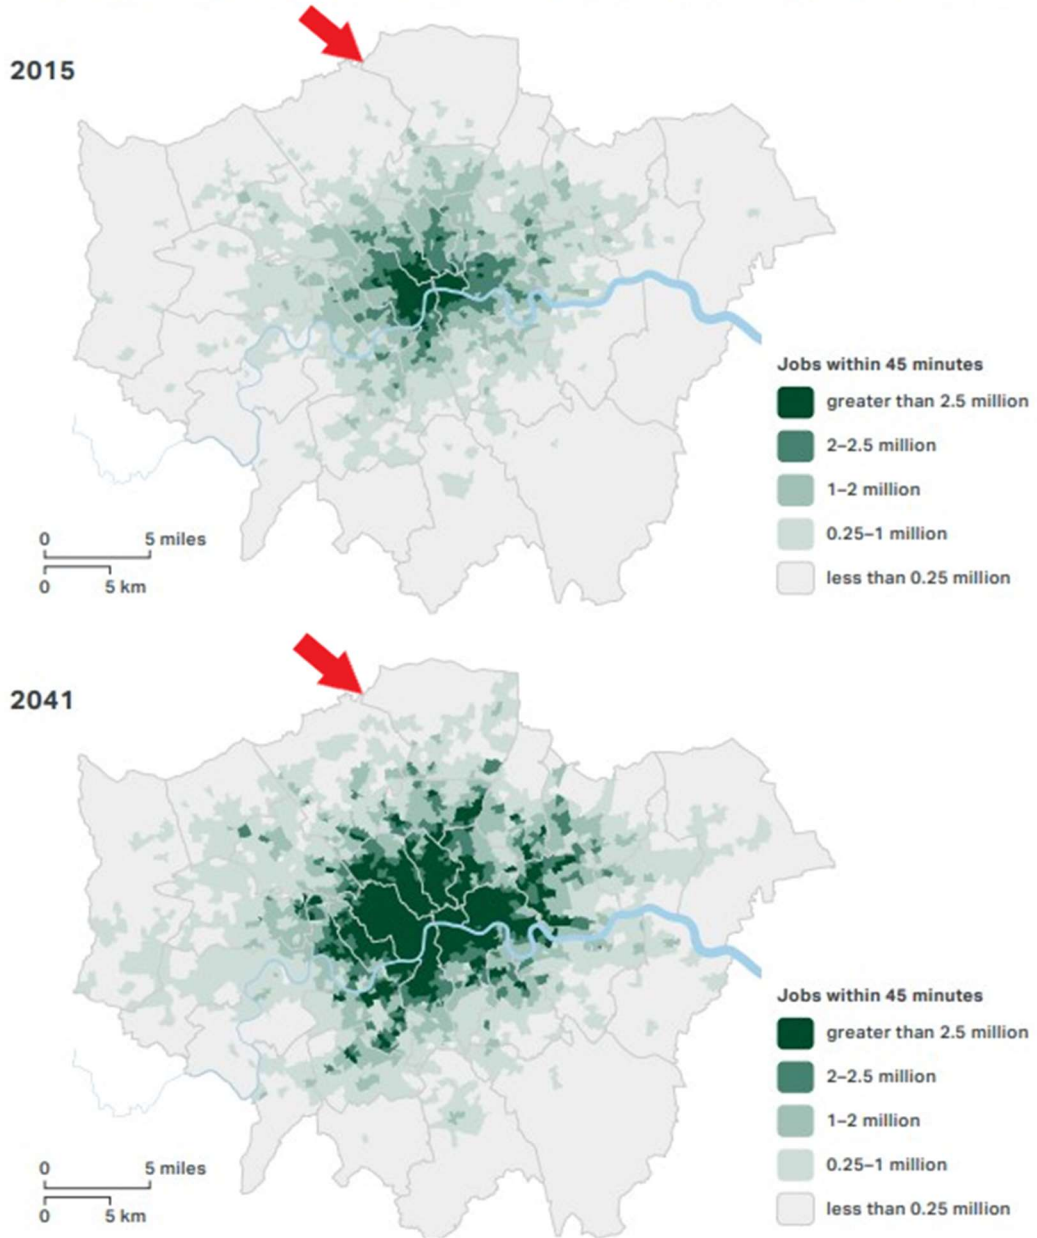 2015
Jobs within 45 minutes
greater than 2.5 million
2–2.5 million
1–2 million
0.25–1 million
less than 0.25 million
0 5 miles
0 5 km
2041
Jobs within 45 minutes
greater than 2.5 million
2–2.5 million
1–2 million
0.25–1 million
less than 0.25 million
0 5 miles
0 5 km